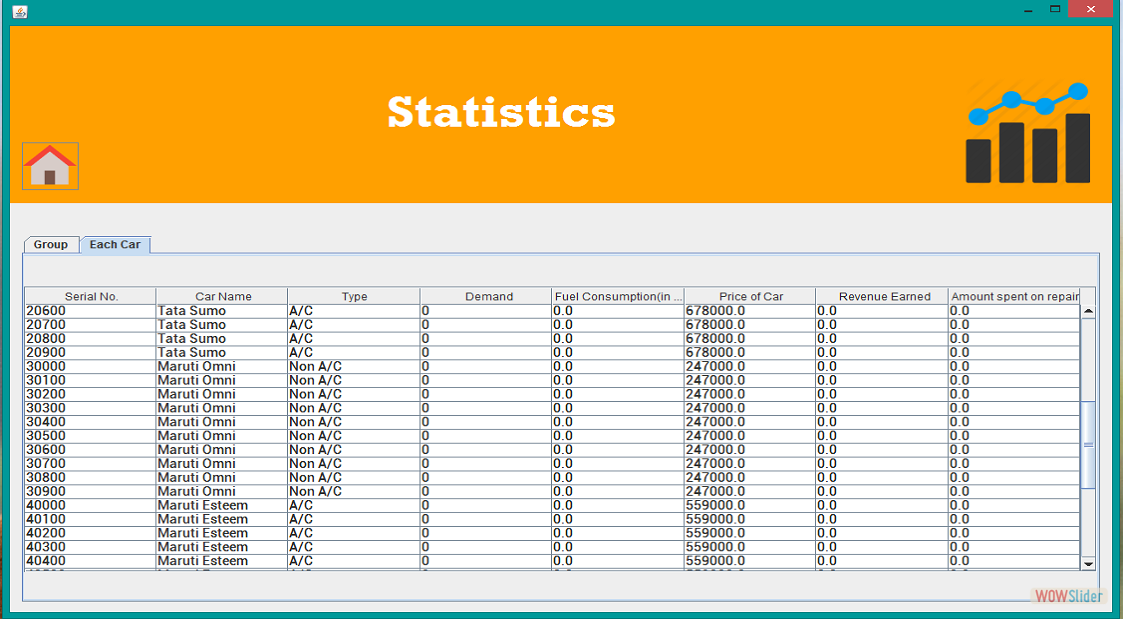 Statistics
Group Each Car
Serial No. Car Name Type Demand Fuel Consumption(in ... Price of Car Revenue Earned Amount spent on repair
20600 Tata Sumo A/C 0 0.0 678000.0 0.0 0.0
20700 Tata Sumo A/C 0 0.0 678000.0 0.0 0.0
20800 Tata Sumo A/C 0 0.0 678000.0 0.0 0.0
20900 Tata Sumo A/C 0 0.0 678000.0 0.0 0.0
30000 Maruti Omni Non A/C 0 0.0 247000.0 0.0 0.0
30100 Maruti Omni Non A/C 0 0.0 247000.0 0.0 0.0
30200 Maruti Omni Non A/C 0 0.0 247000.0 0.0 0.0
30300 Maruti Omni Non A/C 0 0.0 247000.0 0.0 0.0
30400 Maruti Omni Non A/C 0 0.0 247000.0 0.0 0.0
30500 Maruti Omni Non A/C 0 0.0 247000.0 0.0 0.0
30600 Maruti Omni Non A/C 0 0.0 247000.0 0.0 0.0
30700 Maruti Omni Non A/C 0 0.0 247000.0 0.0 0.0
30800 Maruti Omni Non A/C 0 0.0 247000.0 0.0 0.0
30900 Maruti Omni Non A/C 0 0.0 247000.0 0.0 0.0
40000 Maruti Esteem A/C 0 0.0 559000.0 0.0 0.0
40100 Maruti Esteem A/C 0 0.0 559000.0 0.0 0.0
40200 Maruti Esteem A/C 0 0.0 559000.0 0.0 0.0
40300 Maruti Esteem A/C 0 0.0 559000.0 0.0 0.0
40400 Maruti Esteem A/C 0 0.0 559000.0 0.0 0.0
WOWSlider